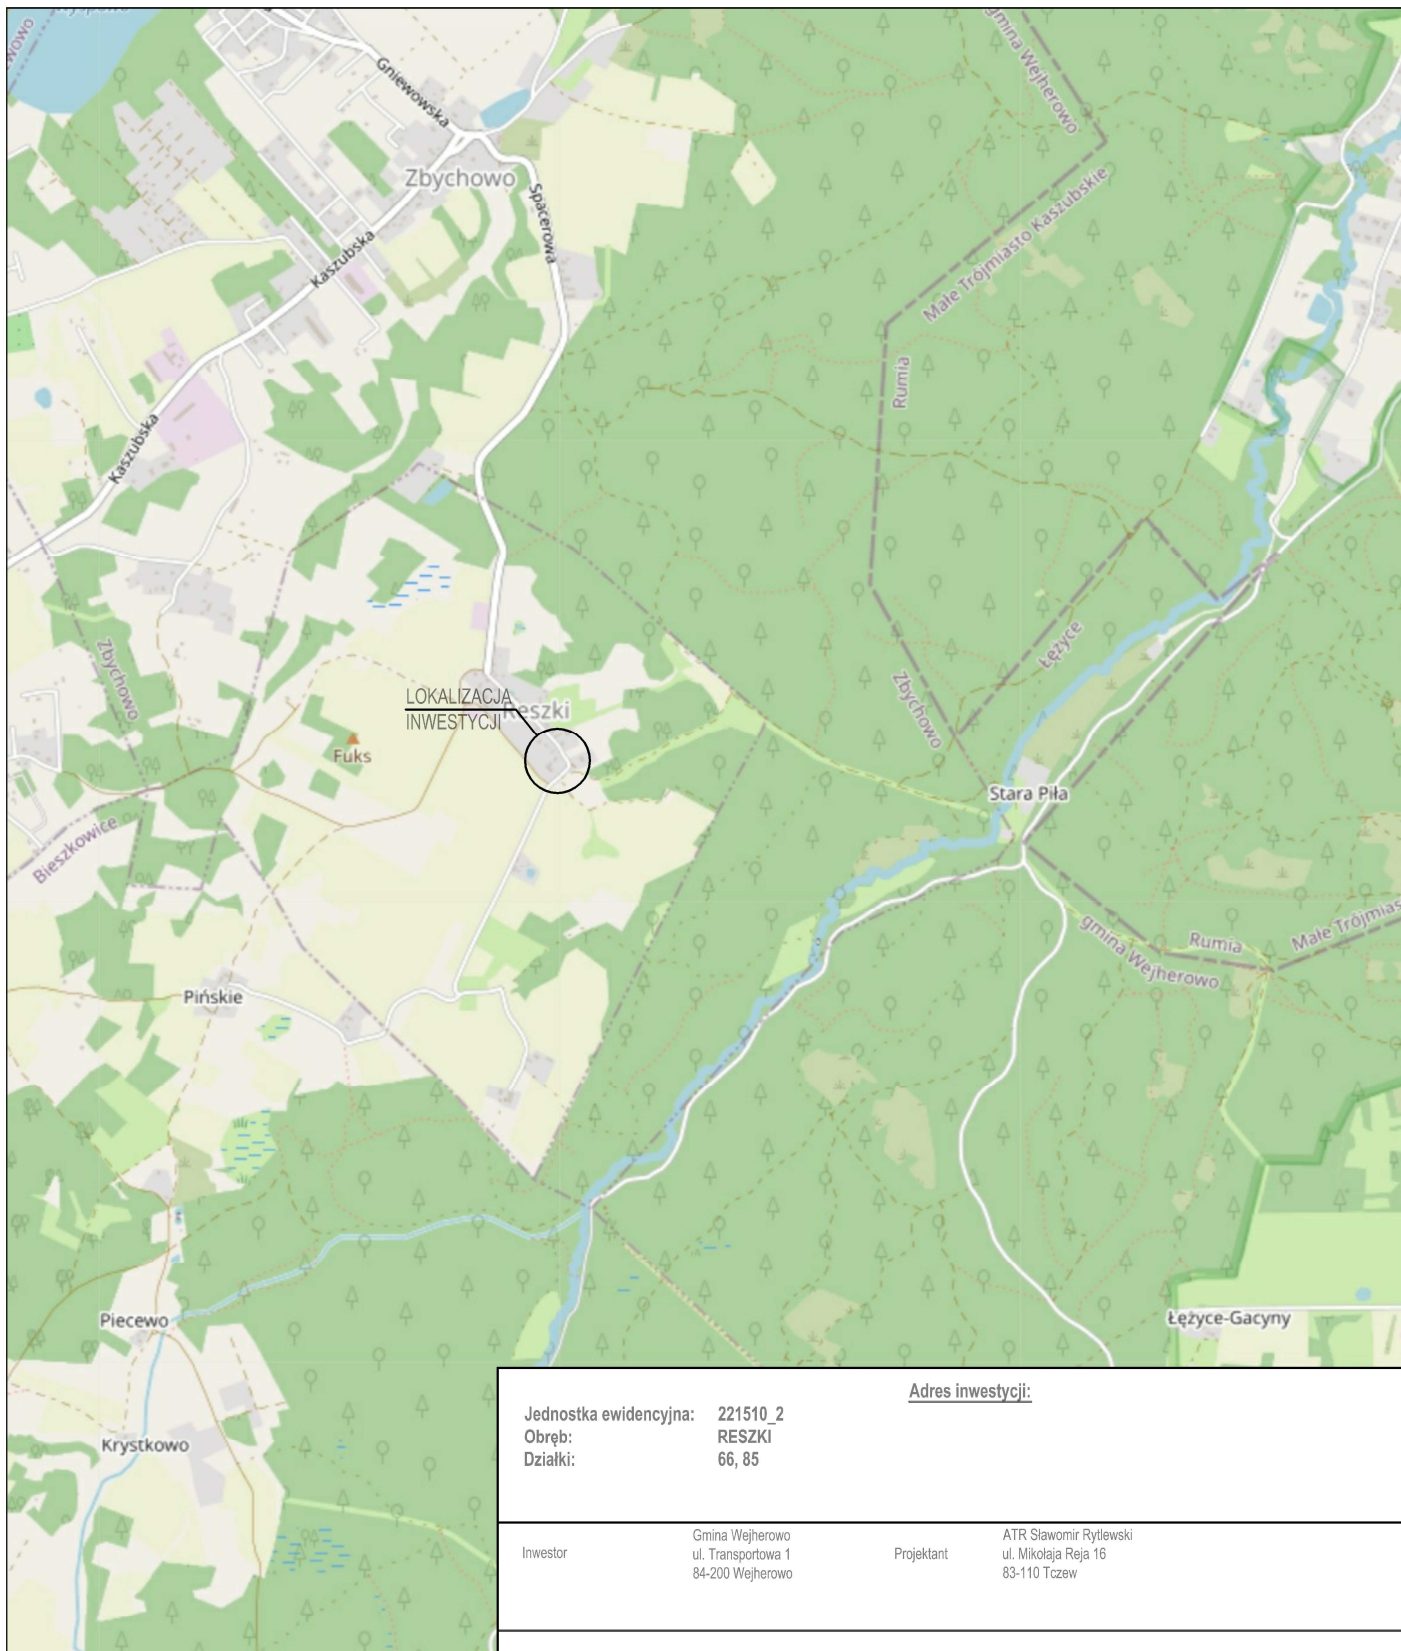 Gniewowska
gmina Wejherowo
Zbychowo
Spacerowa
Małe Trójmiasto Kaszubskie
Kaszubska
Rumia
Kaszubska
Łężyce
Zbychowo
Zbychowo
LOKALIZACJA
INWESTYCJI
Reszki
Fuks
Stara Piła
Bieszkowice
gmina Wejherowo
Rumia
Małe Trójmias
Pińskie
Piecewo
Łężyce-Gacyny
Krystkowo
Adres inwestycji:
Jednostka ewidencyjna: 221510_2
Obręb: RESZKI
Działki: 66, 85
Inwestor
Gmina Wejherowo
ul. Transportowa 1
84-200 Wejherowo
Projektant
ATR Sławomir Rytlewski
ul. Mikołaja Reja 16
83-110 Tczew